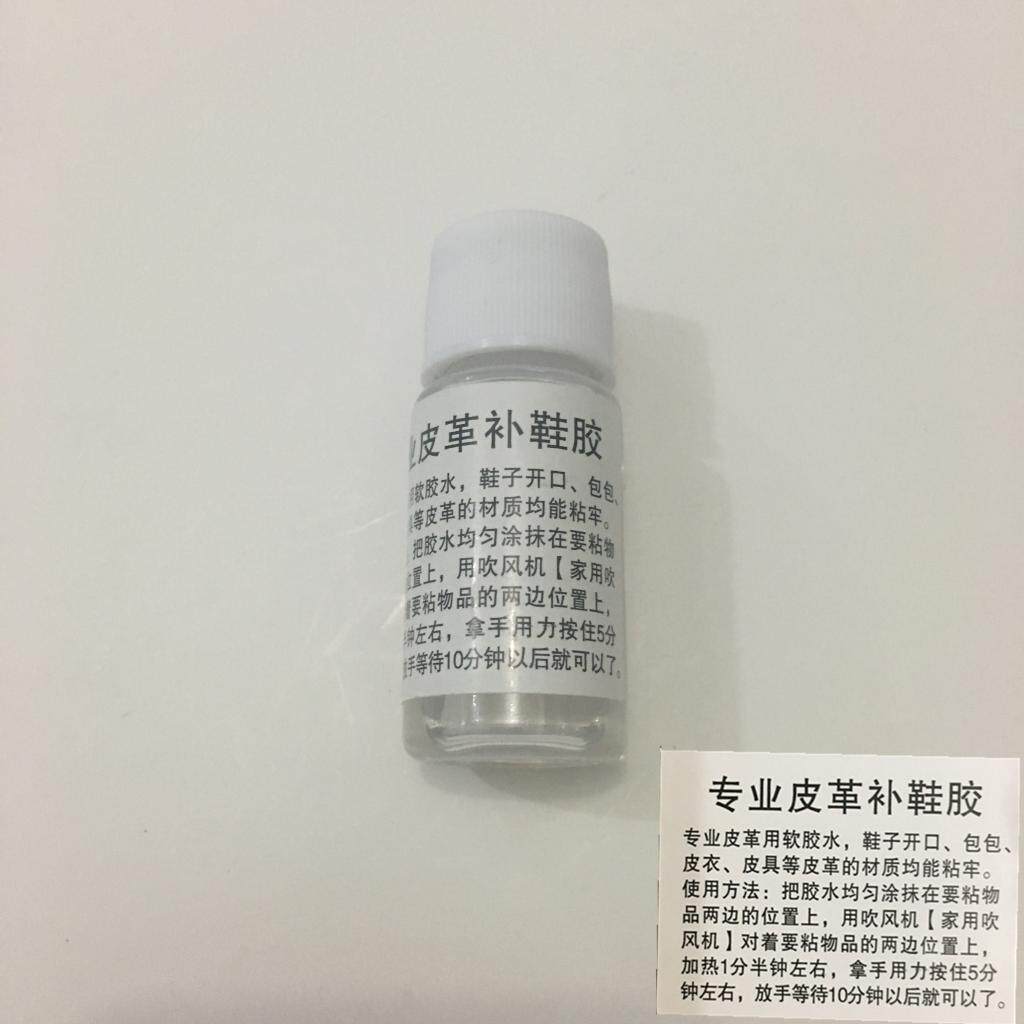 业皮革补鞋胶
用软胶水，鞋子开口、包包、
具等皮革的材质均能粘牢。
：把胶水均匀涂抹在要粘物
位置上，用吹风机【家用吹
着要粘物品的两边位置上，
半钟左右，拿手用力按住5分
放手等待10分钟以后就可以了。
专业皮革补鞋胶
专业皮革用软胶水，鞋子开口、包包、
皮衣、皮具等皮革的材质均能粘牢。
使用方法：把胶水均匀涂抹在要粘物
品两边的位置上，用吹风机【家用吹
风机】对着要粘物品的两边位置上，
加热1分半钟左右，拿手用力按住5分
钟左右，放手等待10分钟以后就可以了。